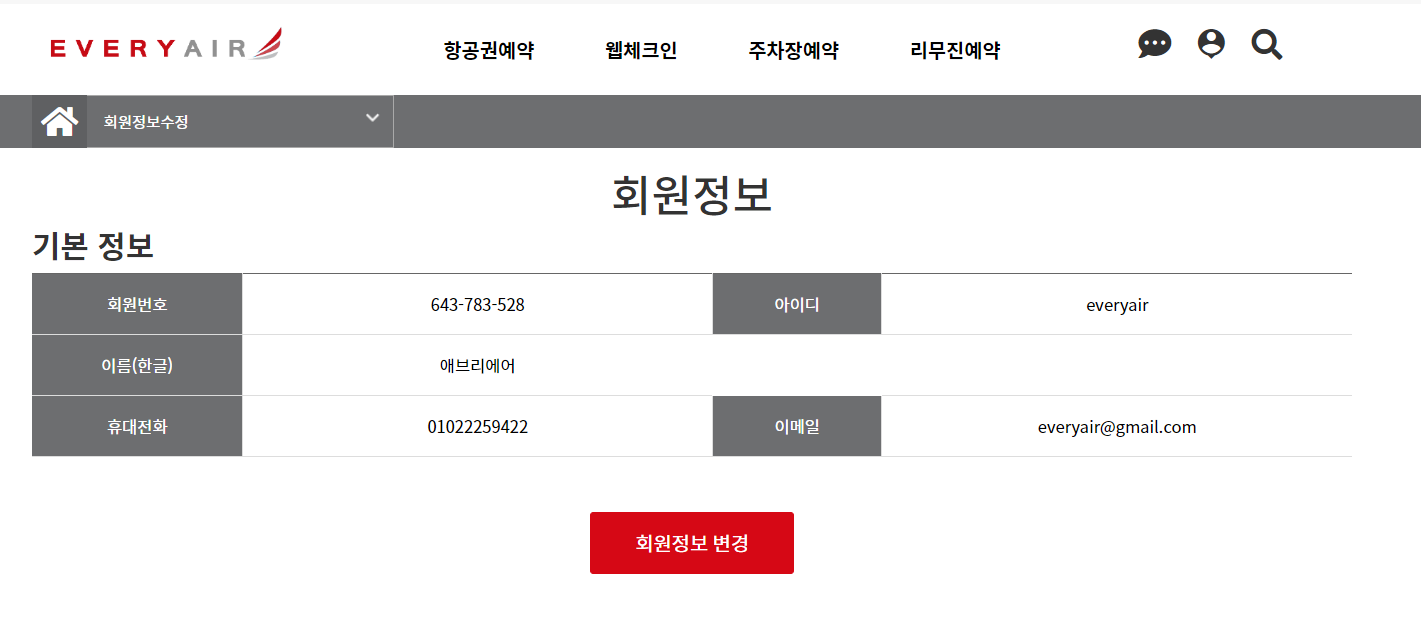 EVERYAIR 항공권예약 웹체크인 주차장예약 리무진예약
회원정보수정
회원정보
기본 정보
회원번호 643-783-528 아이디 everyair
이름(한글) 애브리에어
휴대전화 01022259422 이메일 everyair@gmail.com
회원정보 변경